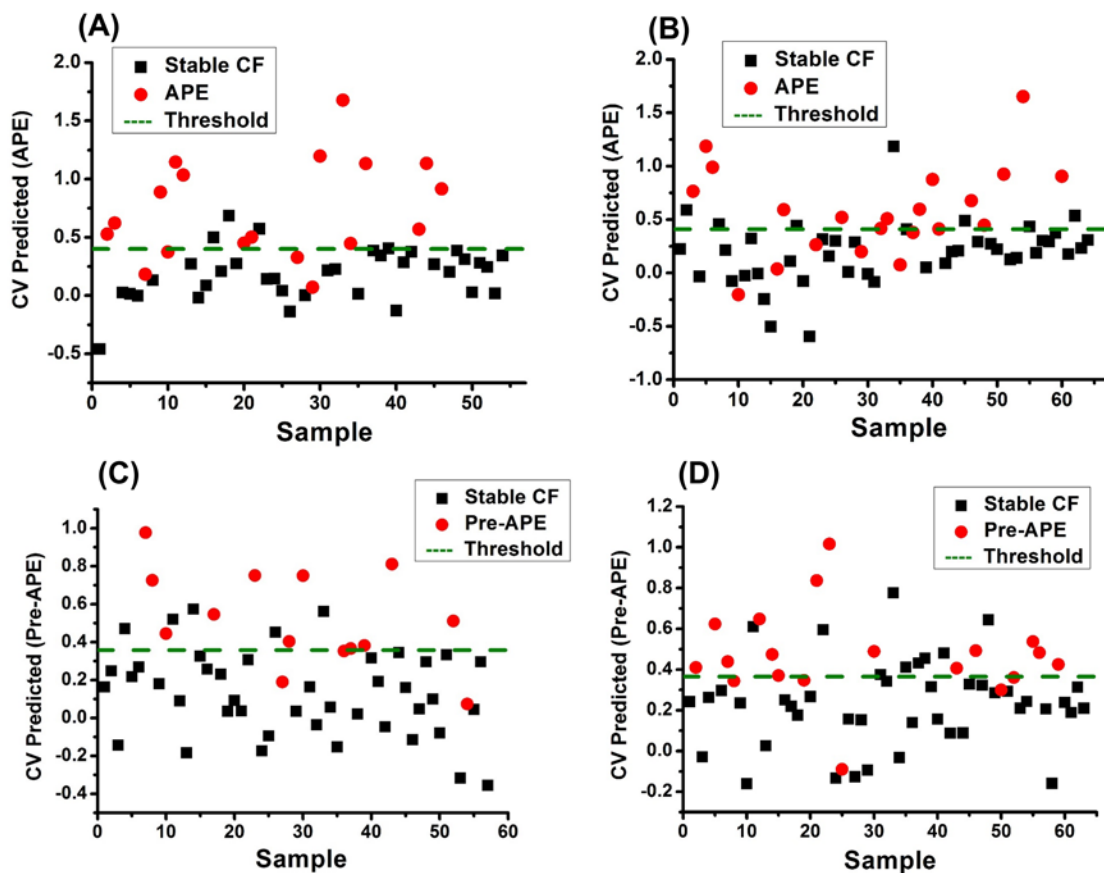 (A)
Stable CF
APE
Threshold
CV Predicted (APE)
2.0
1.5
1.0
0.5
0.0
-0.5
0 10 20 30 40 50
Sample
(B)
Stable CF
APE
Threshold
CV Predicted (APE)
2.0
1.5
1.0
0.5
0.0
-0.5
-1.0
0 10 20 30 40 50 60
Sample
(C)
Stable CF
Pre-APE
Threshold
CV Predicted (Pre-APE)
1.0
0.8
0.6
0.4
0.2
0.0
-0.2
-0.4
0 10 20 30 40 50 60
Sample
(D)
Stable CF
Pre-APE
Threshold
CV Predicted (Pre-APE)
1.2
1.0
0.8
0.6
0.4
0.2
0.0
-0.2
0 10 20 30 40 50 60
Sample